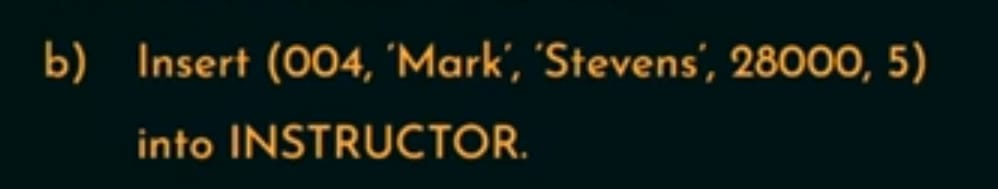 b) Insert (004, 'Mark', 'Stevens', 28000, 5)
into INSTRUCTOR.